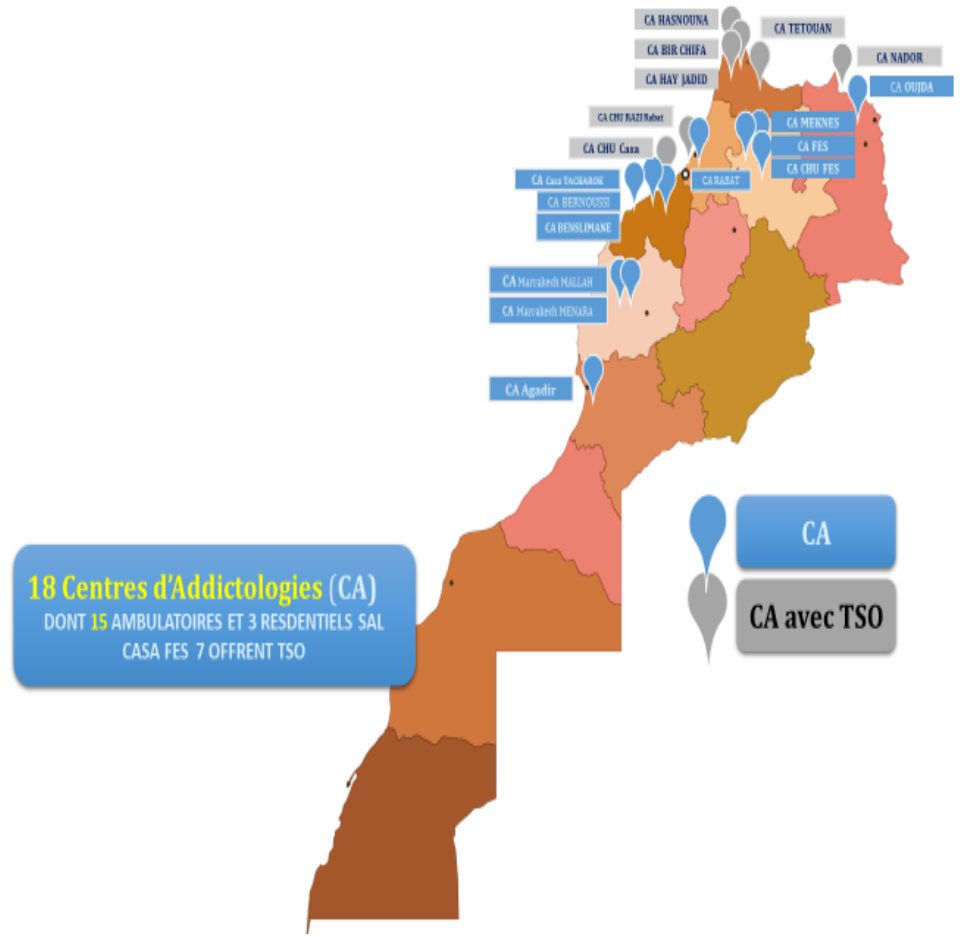 CA HASNOUNA
CA TETOUAN
CA BIR CHIFA
CA NADOR
CA HAY JADID
CA OUJDA
CA CHU RAZI Rabat
CA MEKNES
CA CHU Casa
CA FES
CA CHU FES
CA Casa TACHAROK
CA RABAT
CA BERNOUSSI
CA BENSLIMANE
CA Marrakech MALLAH
CA Marrakech MENARA
CA Agadir
CA
CA avec TSO
18 Centres d'Addictologies (CA)
DONT 15 AMBULATOIRES ET 3 RESDENTIELS SAL
CASA FES 7 OFFRENT TSO